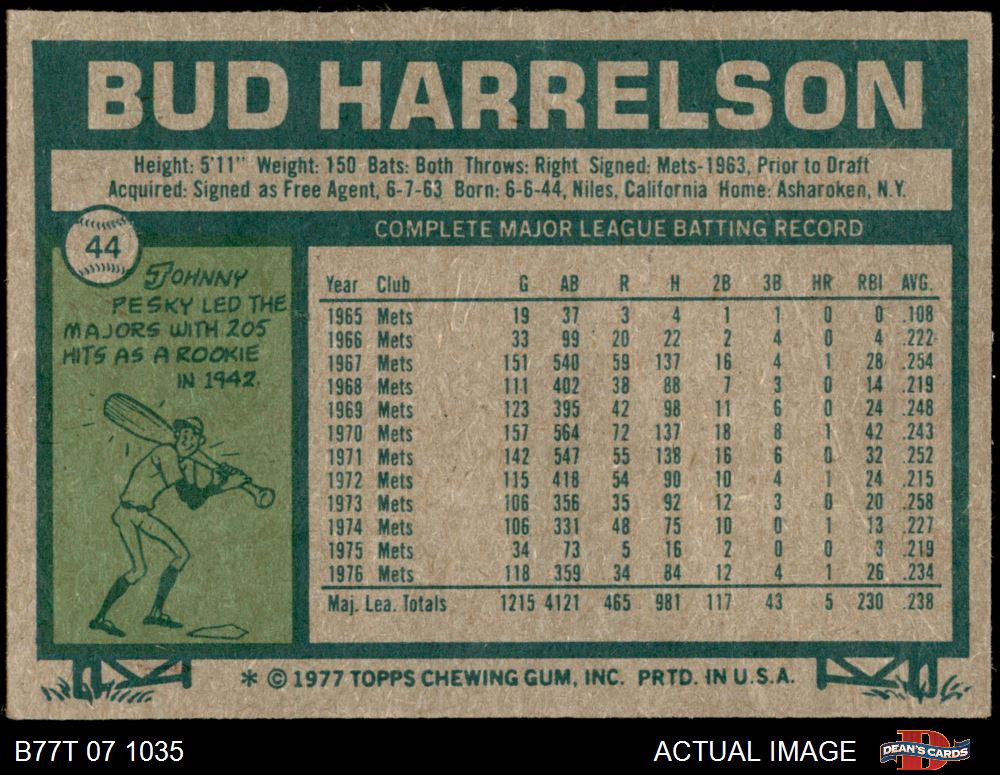 BUD HARRELSON
Height: 5'11" Weight: 150 Bats: Both Throws: Right Signed: Mets-1963, Prior to Draft
Acquired: Signed as Free Agent, 6-7-63 Born: 6-6-44, Niles, California Home: Asharoken, N.Y.
44
JOHNNY
PESKY LED THE
MAJORS WITH 205
HITS AS A ROOKIE
IN 1942.
COMPLETE MAJOR LEAGUE BATTING RECORD
Year Club G AB R H 2B 3B HR RBI AVG.
1965 Mets 19 37 3 4 1 1 0 0 .108
1966 Mets 33 99 20 22 2 4 0 4 .222
1967 Mets 151 540 59 137 16 4 1 28 .254
1968 Mets 111 402 38 88 7 3 0 14 .219
1969 Mets 123 395 42 98 11 6 0 24 .248
1970 Mets 157 564 72 137 18 8 1 42 .243
1971 Mets 142 547 55 138 16 6 0 32 .252
1972 Mets 115 418 54 90 10 4 1 24 .215
1973 Mets 106 356 35 92 12 3 0 20 .258
1974 Mets 106 331 48 75 10 0 1 13 .227
1975 Mets 34 73 5 16 2 0 0 3 .219
1976 Mets 118 359 34 84 12 4 1 26 .234
Maj. Lea. Totals 1215 4121 465 981 117 43 5 230 .238
* © 1977 TOPPS CHEWING GUM, INC. PRTD. IN U.S.A.
B77T 07 1035 ACTUAL IMAGE D DEAN'S CARDS